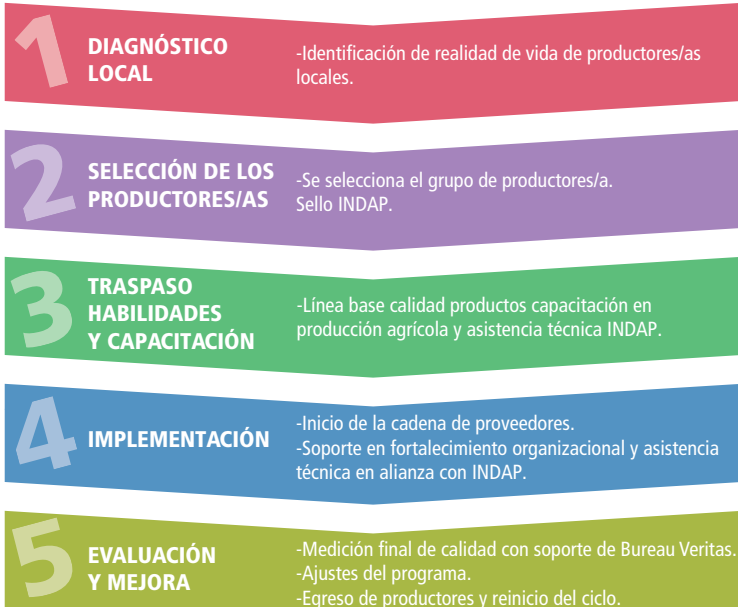 1
DIAGNÓSTICO
LOCAL
-Identificación de realidad de vida de productores/as
locales.
2
SELECCIÓN DE LOS
PRODUCTORES/AS
-Se selecciona el grupo de productores/a.
Sello INDAP.
3
TRASPASO
HABILIDADES
Y CAPACITACIÓN
-Línea base calidad productos capacitación en
producción agrícola y asistencia técnica INDAP.
4
IMPLEMENTACIÓN
-Inicio de la cadena de proveedores.
-Soporte en fortalecimiento organizacional y asistencia
técnica en alianza con INDAP.
5
EVALUACIÓN
Y MEJORA
-Medición final de calidad con soporte de Bureau Veritas.
-Ajustes del programa.
-Egreso de productores y reinicio del ciclo.